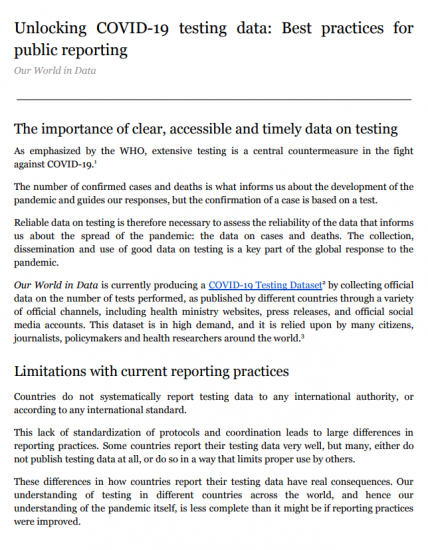 Unlocking COVID-19 testing data: Best practices for
public reporting
Our World in Data
The importance of clear, accessible and timely data on testing
As emphasized by the WHO, extensive testing is a central countermeasure in the fight
against COVID-19.¹
The number of confirmed cases and deaths is what informs us about the development of the
pandemic and guides our responses, but the confirmation of a case is based on a test.
Reliable data on testing is therefore necessary to assess the reliability of the data that informs
us about the spread of the pandemic: the data on cases and deaths. The collection,
dissemination and use of good data on testing is a key part of the global response to the
pandemic.
Our World in Data is currently producing a COVID-19 Testing Dataset² by collecting official
data on the number of tests performed, as published by different countries through a variety
of official channels, including health ministry websites, press releases, and official social
media accounts. This dataset is in high demand, and it is relied upon by many citizens,
journalists, policymakers and health researchers around the world.³
Limitations with current reporting practices
Countries do not systematically report testing data to any international authority, or
according to any international standard.
This lack of standardization of protocols and coordination leads to large differences in
reporting practices. Some countries report their testing data very well, but many, either do
not publish testing data at all, or do so in a way that limits proper use by others.
These differences in how countries report their testing data have real consequences. Our
understanding of testing in different countries across the world, and hence our
understanding of the pandemic itself, is less complete than it might be if reporting practices
were improved.